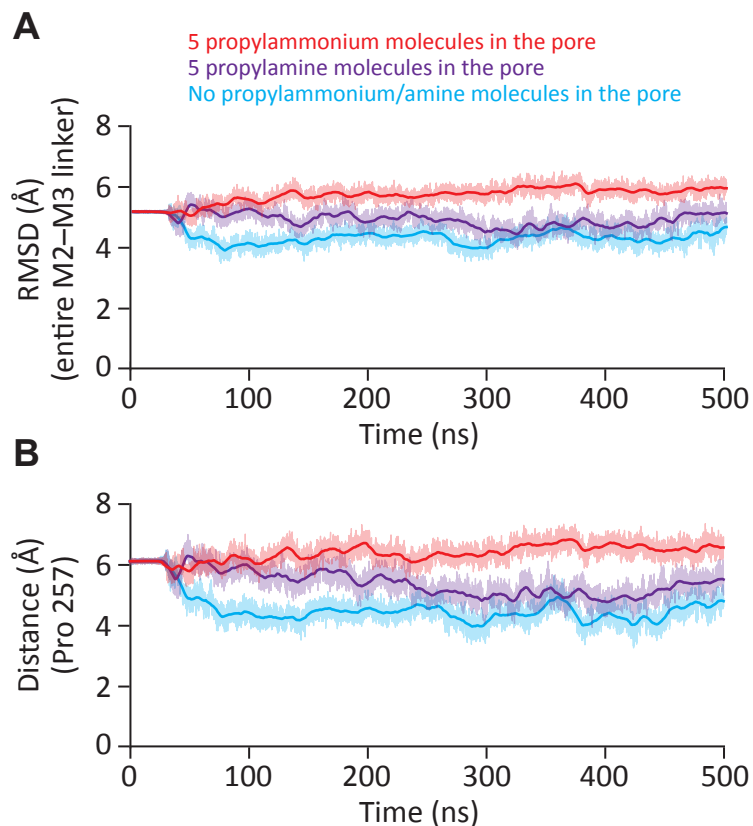 A
5 propylammonium molecules in the pore
5 propylamine molecules in the pore
No propylammonium/amine molecules in the pore
RMSD (Å)
(entire M2–M3 linker)
8
6
4
2
0
0 100 200 300 400 500
Time (ns)
B
Distance (Å)
(Pro 257)
8
6
4
2
0
0 100 200 300 400 500
Time (ns)